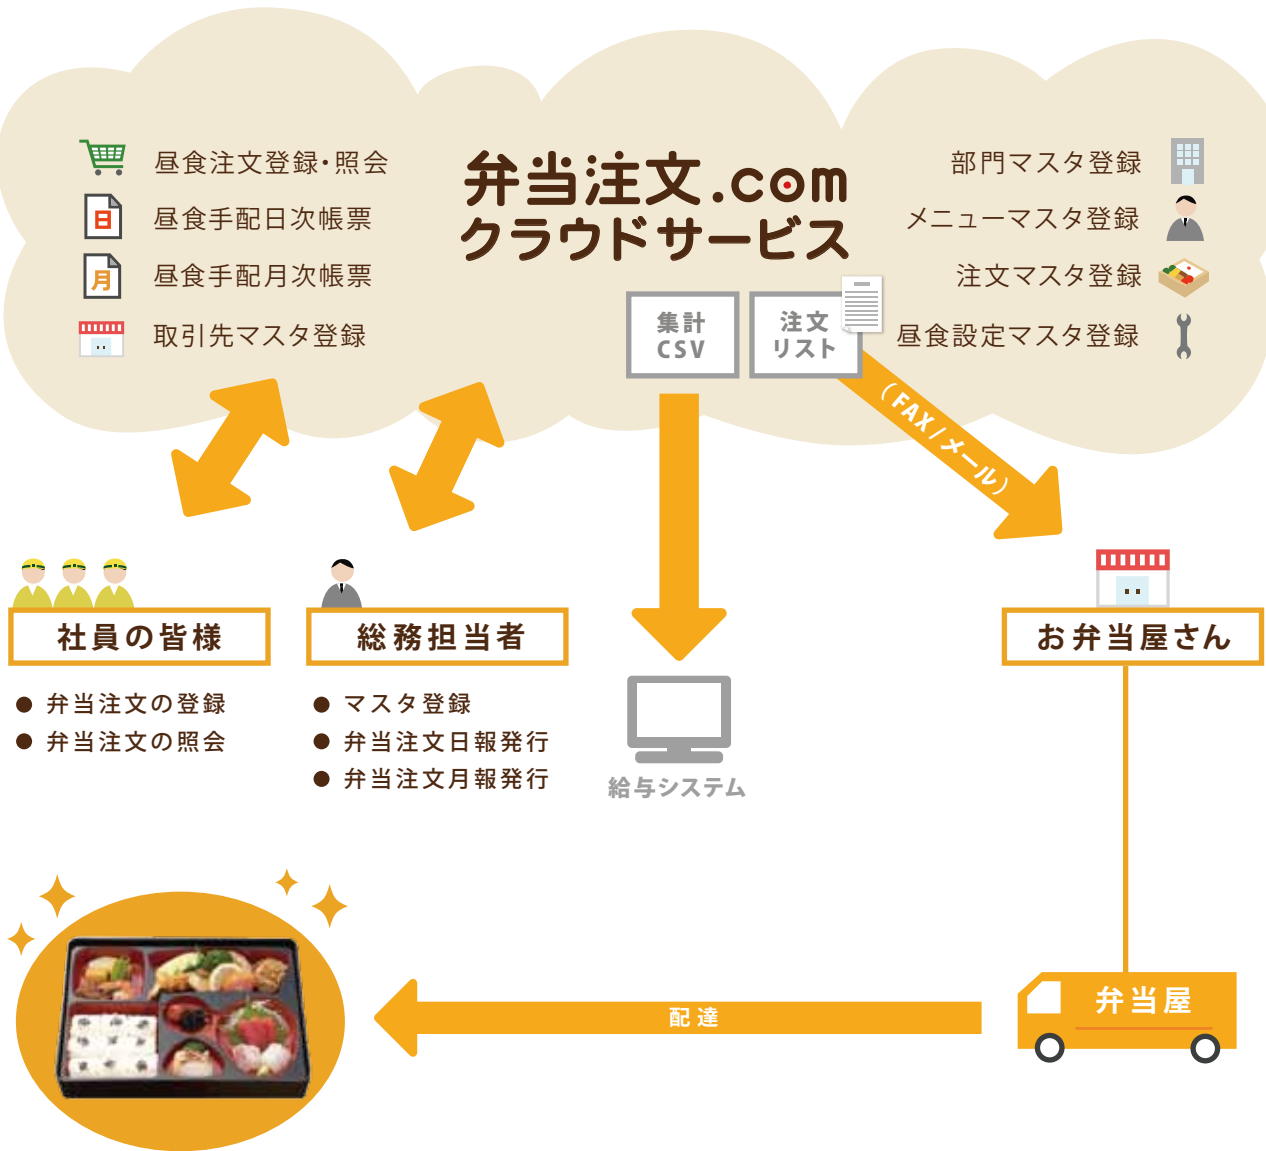 昼食注文登録・照会
日
昼食手配日次帳票
月
昼食手配月次帳票
取引先マスタ登録
弁当注文.com
クラウドサービス
集計
CSV
注文
リスト
部門マスタ登録
メニューマスタ登録
注文マスタ登録
昼食設定マスタ登録
（FAX/メール）
社員の皆様
● 弁当注文の登録
● 弁当注文の照会
総務担当者
● マスタ登録
● 弁当注文日報発行
● 弁当注文月報発行
給与システム
お弁当屋さん
弁当屋
配達